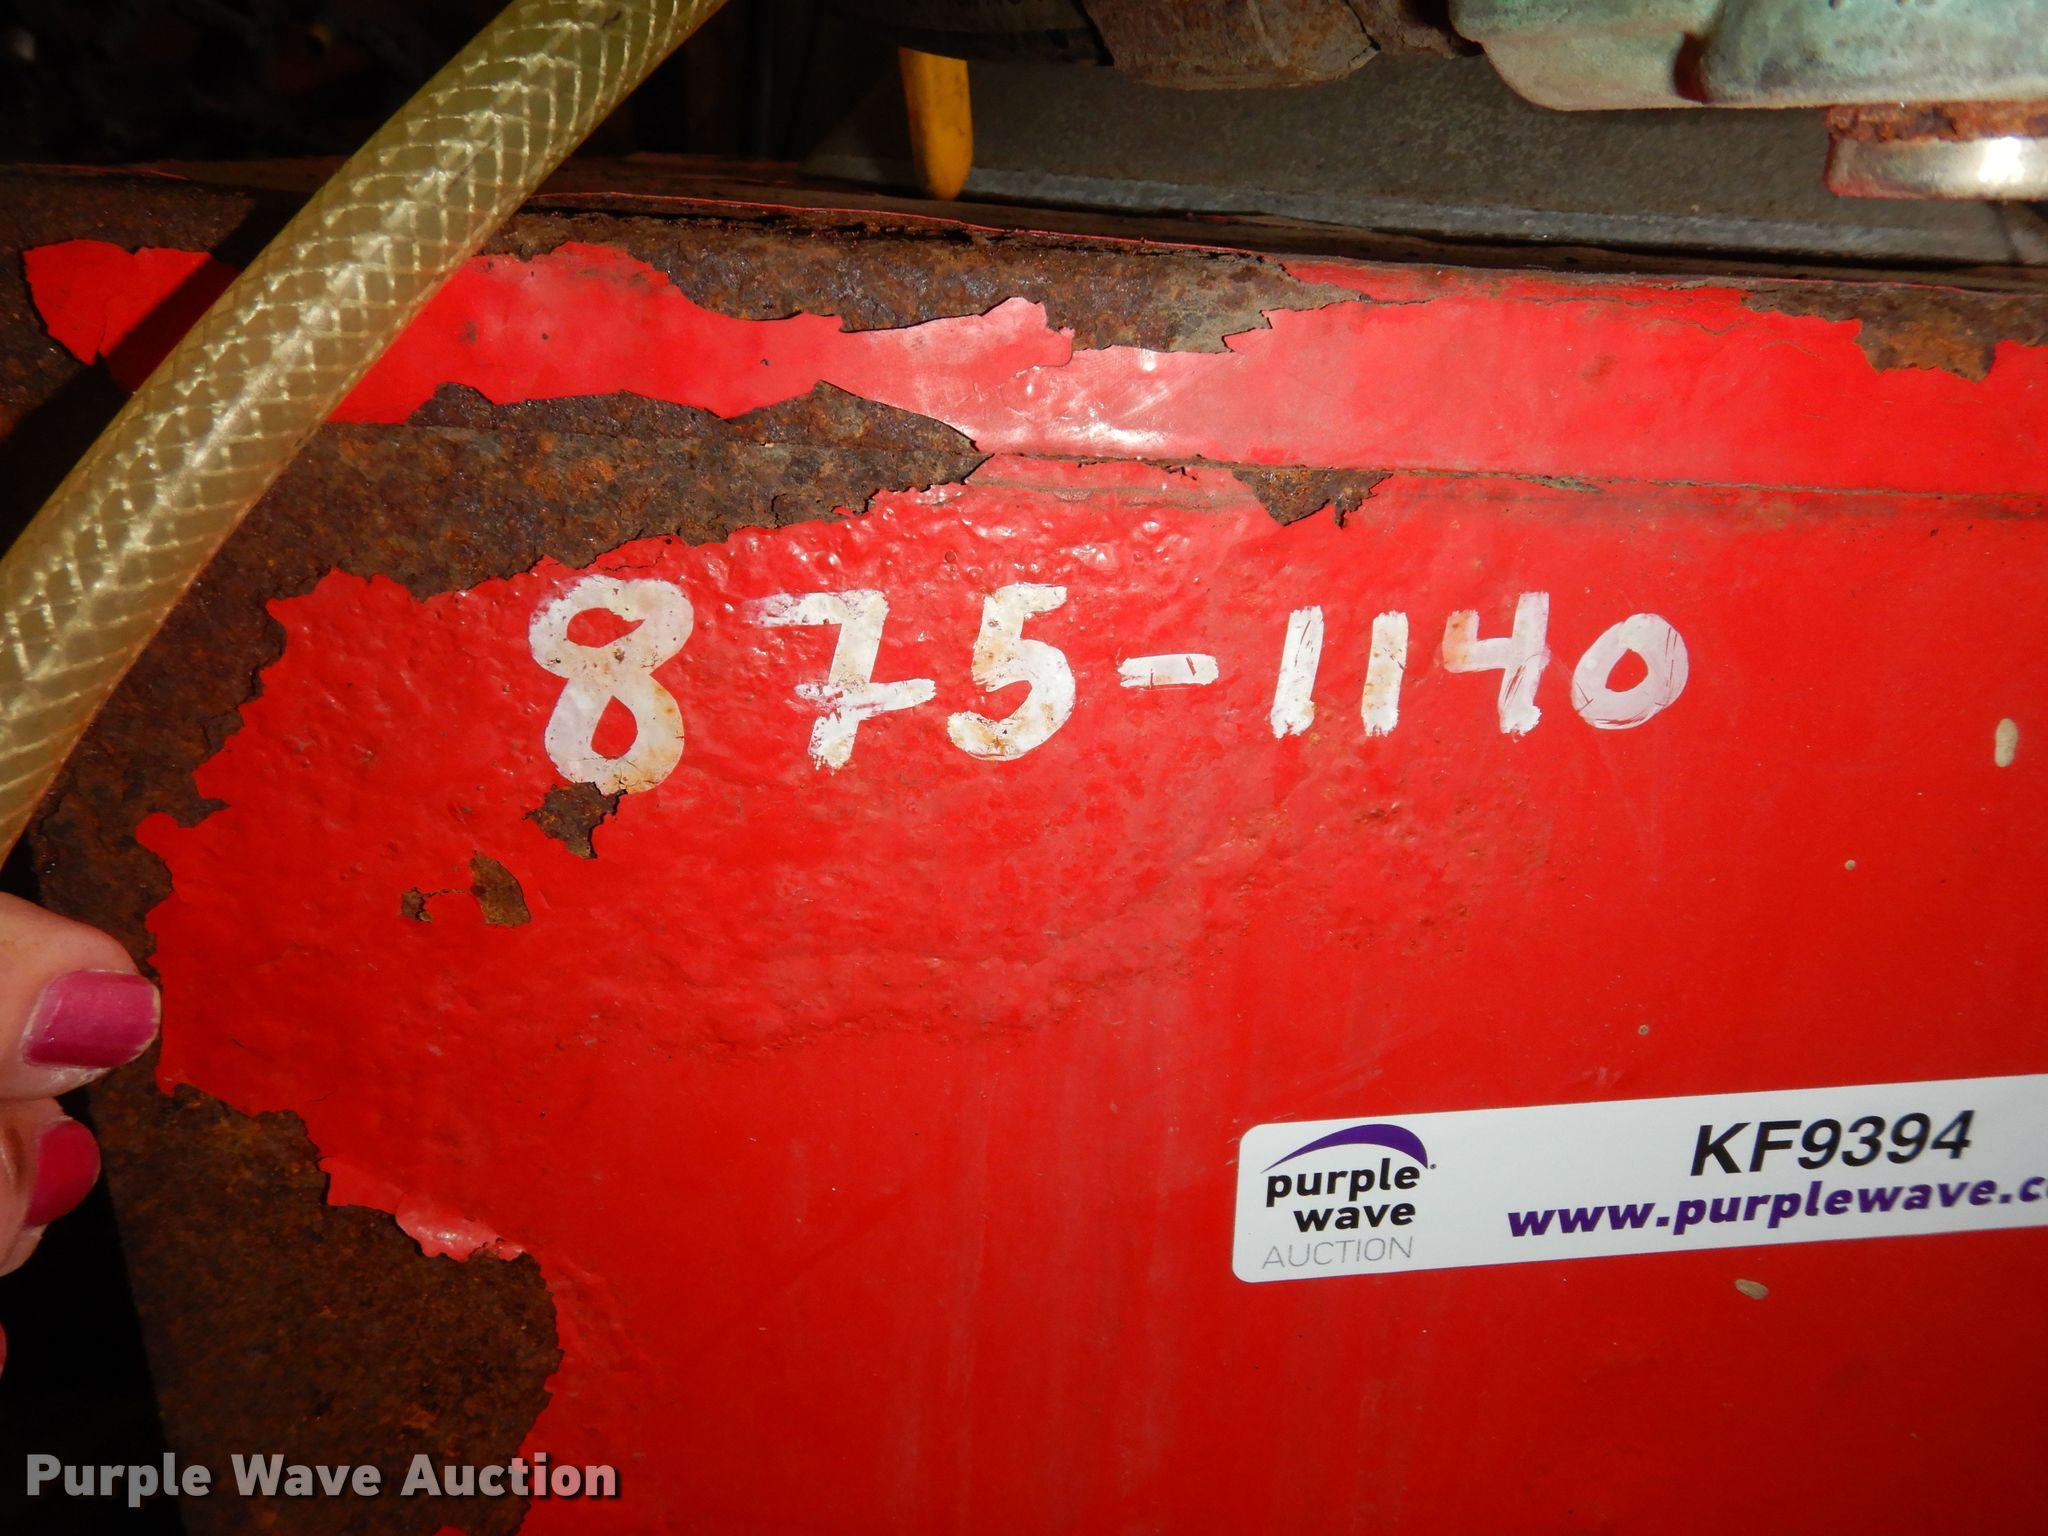 875-1140
purple
wave
AUCTION
KF9394
www.purplewave.c
Purple Wave Auction